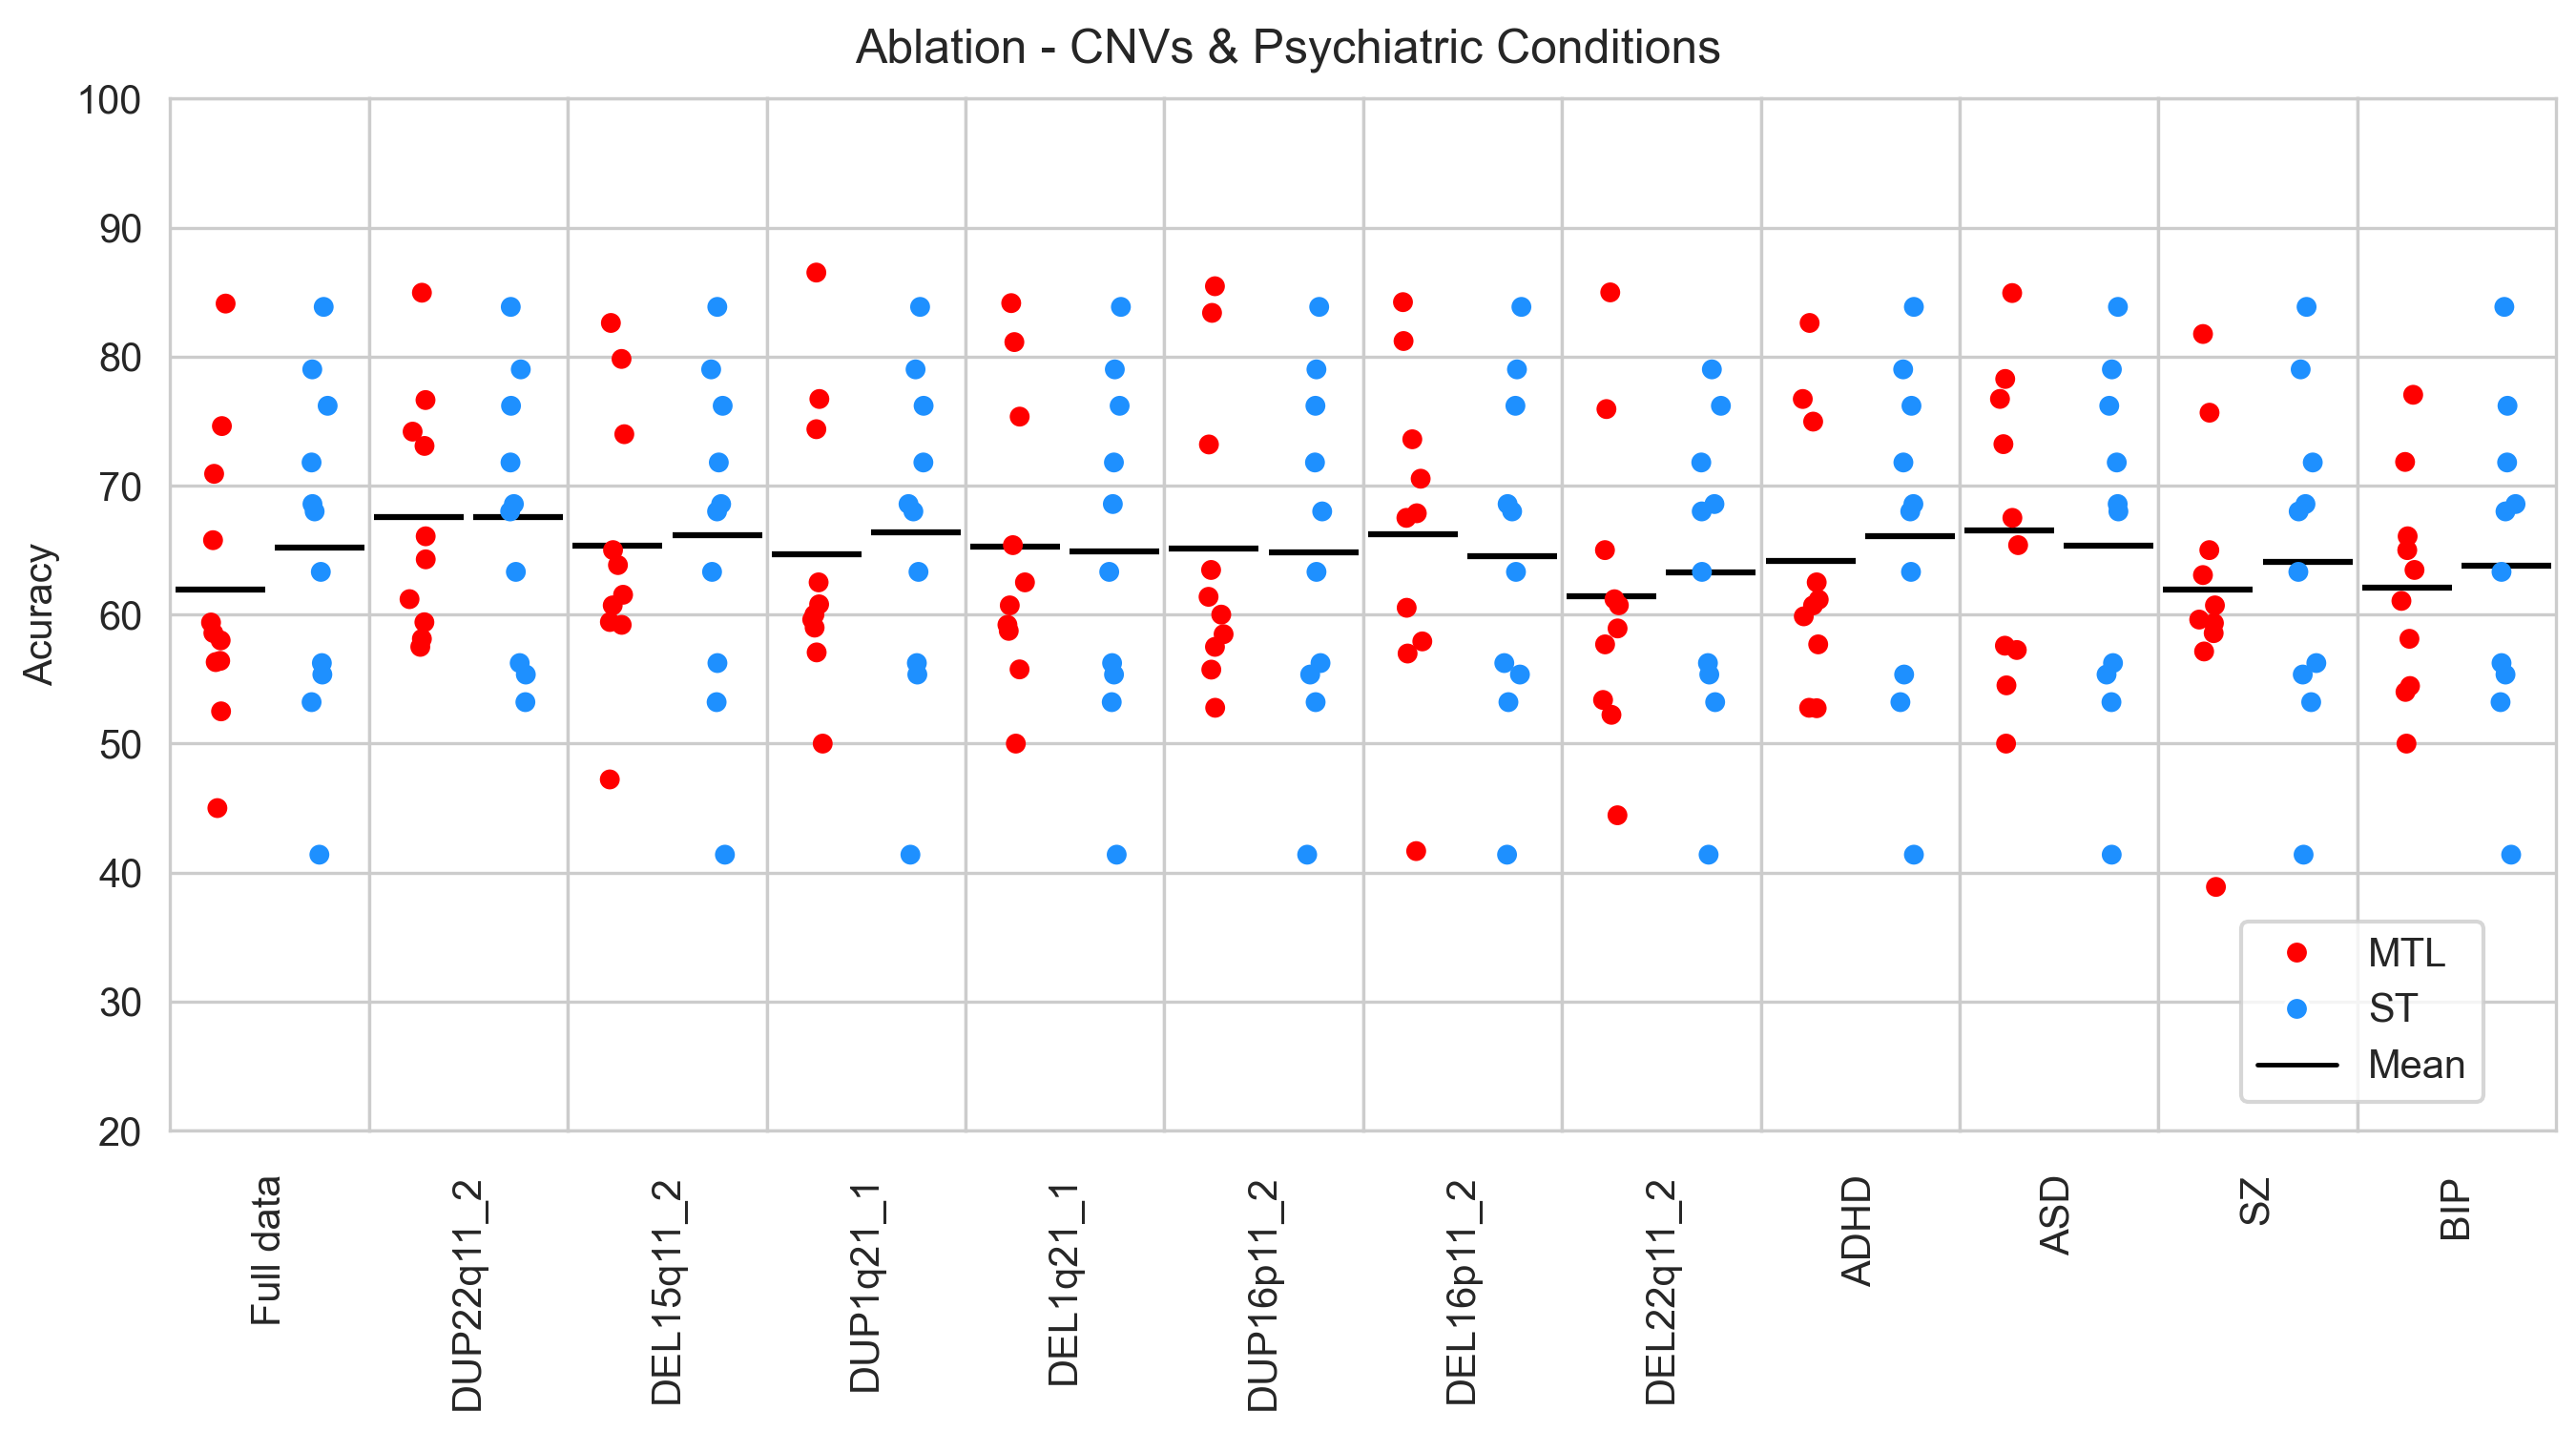 Ablation - CNVs & Psychiatric Conditions
Acuracy
100
90
80
70
60
50
40
30
20
MTL
ST
Mean
Full data
DUP22q11_2
DEL15q11_2
DUP1q21_1
DEL1q21_1
DUP16p11_2
DEL16p11_2
DEL22q11_2
ADHD
ASD
SZ
BIP